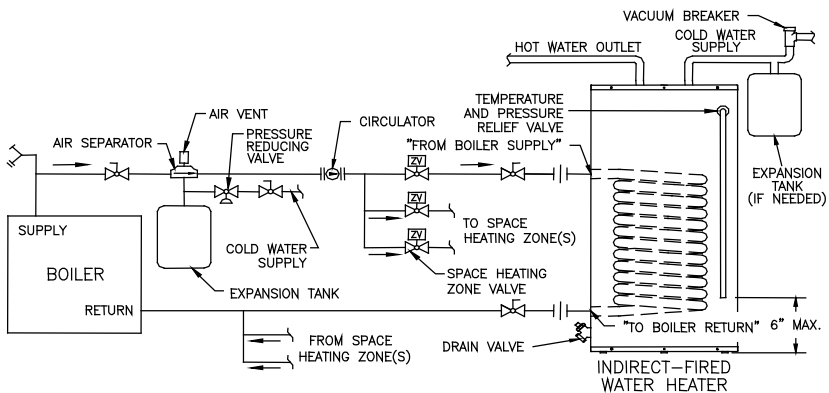 VACUUM BREAKER
COLD WATER
SUPPLY
HOT WATER OUTLET
AIR VENT
AIR SEPARATOR
PRESSURE
REDUCING
VALVE
CIRCULATOR
TEMPERATURE
AND PRESSURE
RELIEF VALVE
"FROM BOILER SUPPLY"
ZV
EXPANSION
TANK
(IF NEEDED)
ZV
TO SPACE
HEATING ZONE(S)
ZV
COLD WATER
SUPPLY
SPACE HEATING
ZONE VALVE
EXPANSION TANK
SUPPLY
BOILER
RETURN
"TO BOILER RETURN"
6" MAX.
FROM SPACE
HEATING ZONE(S)
DRAIN VALVE
INDIRECT-FIRED
WATER HEATER